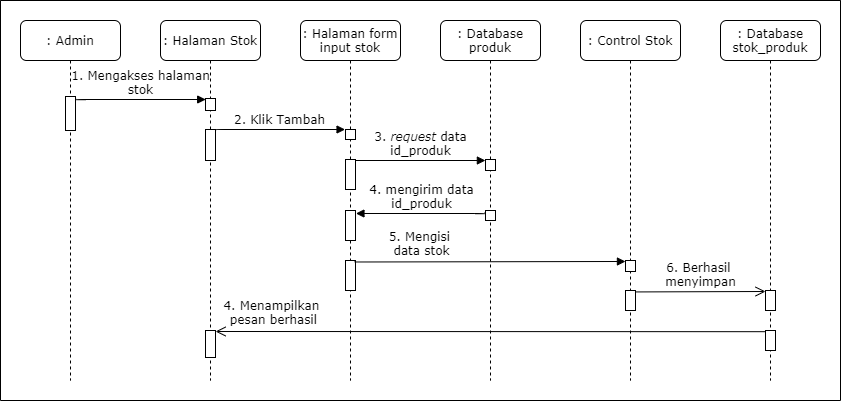 : Admin
: Halaman Stok
: Halaman form
input stok
: Database
produk
: Control Stok
: Database
stok_produk
1. Mengakses halaman
stok
2. Klik Tambah
3. request data
id_produk
4. mengirim data
id_produk
5. Mengisi
data stok
6. Berhasil
menyimpan
4. Menampilkan
pesan berhasil